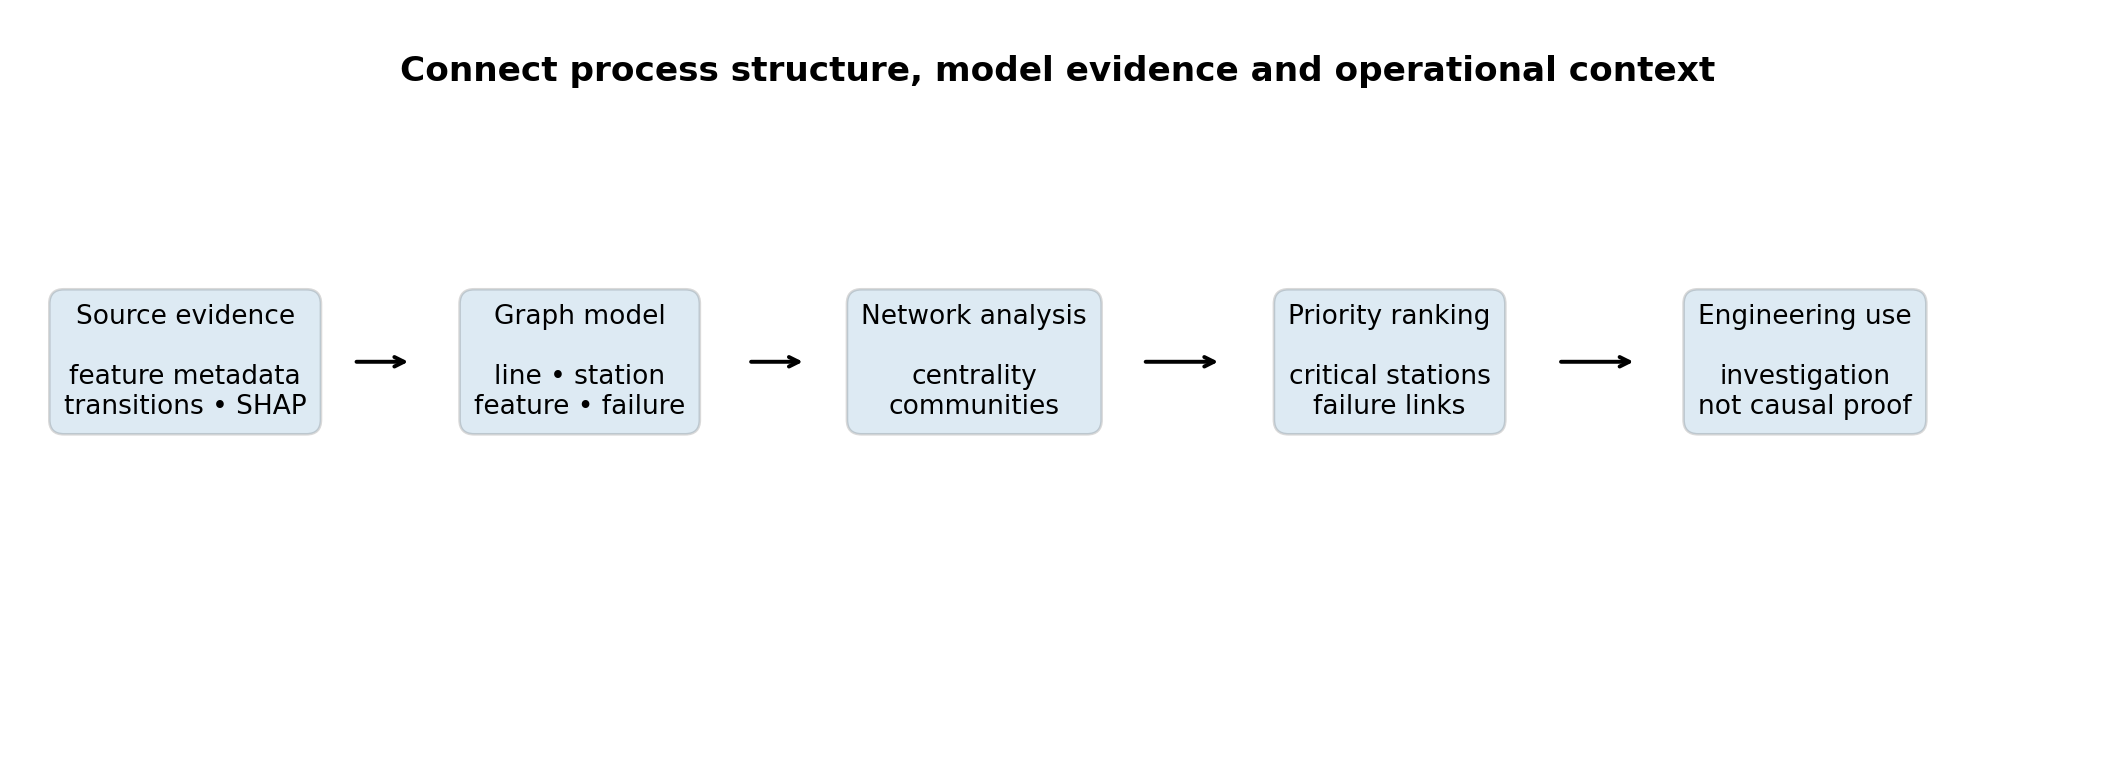 Connect process structure, model evidence and operational context
Source evidence
feature metadata
transitions • SHAP
Graph model
line • station
feature • failure
Network analysis
centrality
communities
Priority ranking
critical stations
failure links
Engineering use
investigation
not causal proof